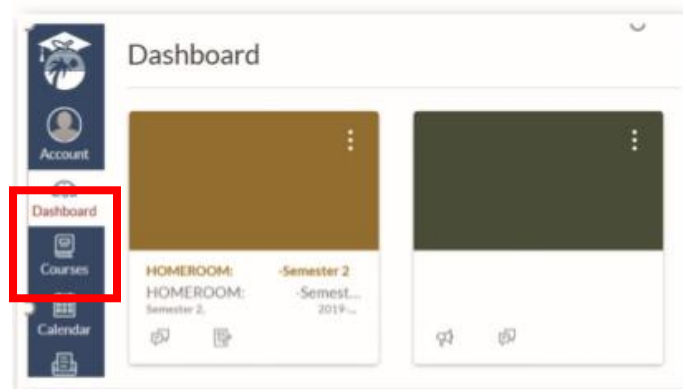 Dashboard
Account
Dashboard
Courses
Calendar
HOMEROOM: -Semester 2
HOMEROOM: -Semest...
Semester 2, 2019-...